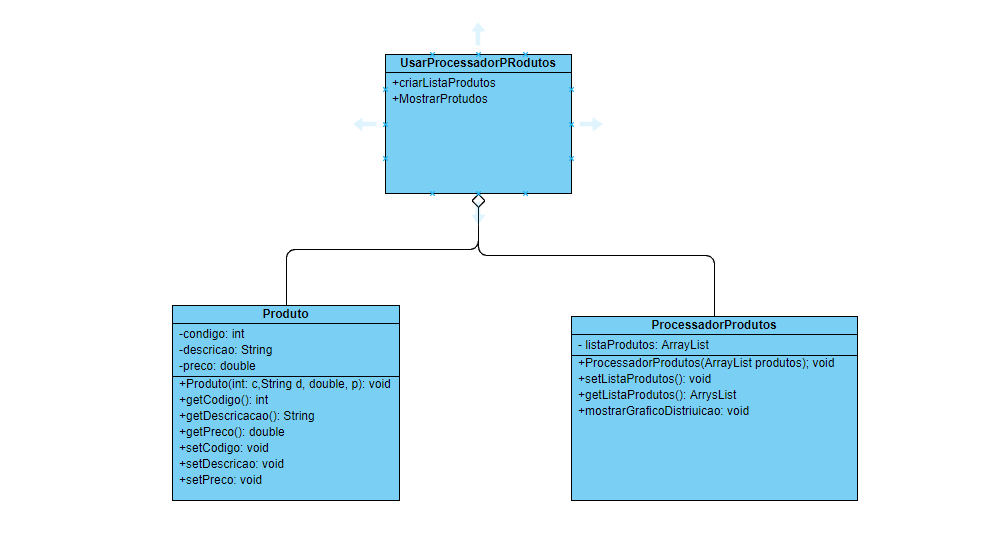 UsarProcessadorPRodutos
+criarListaProdutos
+MostrarProtudos
Produto
-condigo: int
-descricao: String
-preco: double
+Produto(int: c,String d, double, p): void
+getCodigo(): int
+getDescricacao(): String
+getPreco(): double
+setCodigo: void
+setDescricao: void
+setPreco: void
ProcessadorProdutos
- listaProdutos: ArrayList
+ProcessadorProdutos(ArrayList produtos); void
+setListaProdutos(): void
+getListaProdutos(): ArrysList
+mostrarGraficoDistriuicao: void